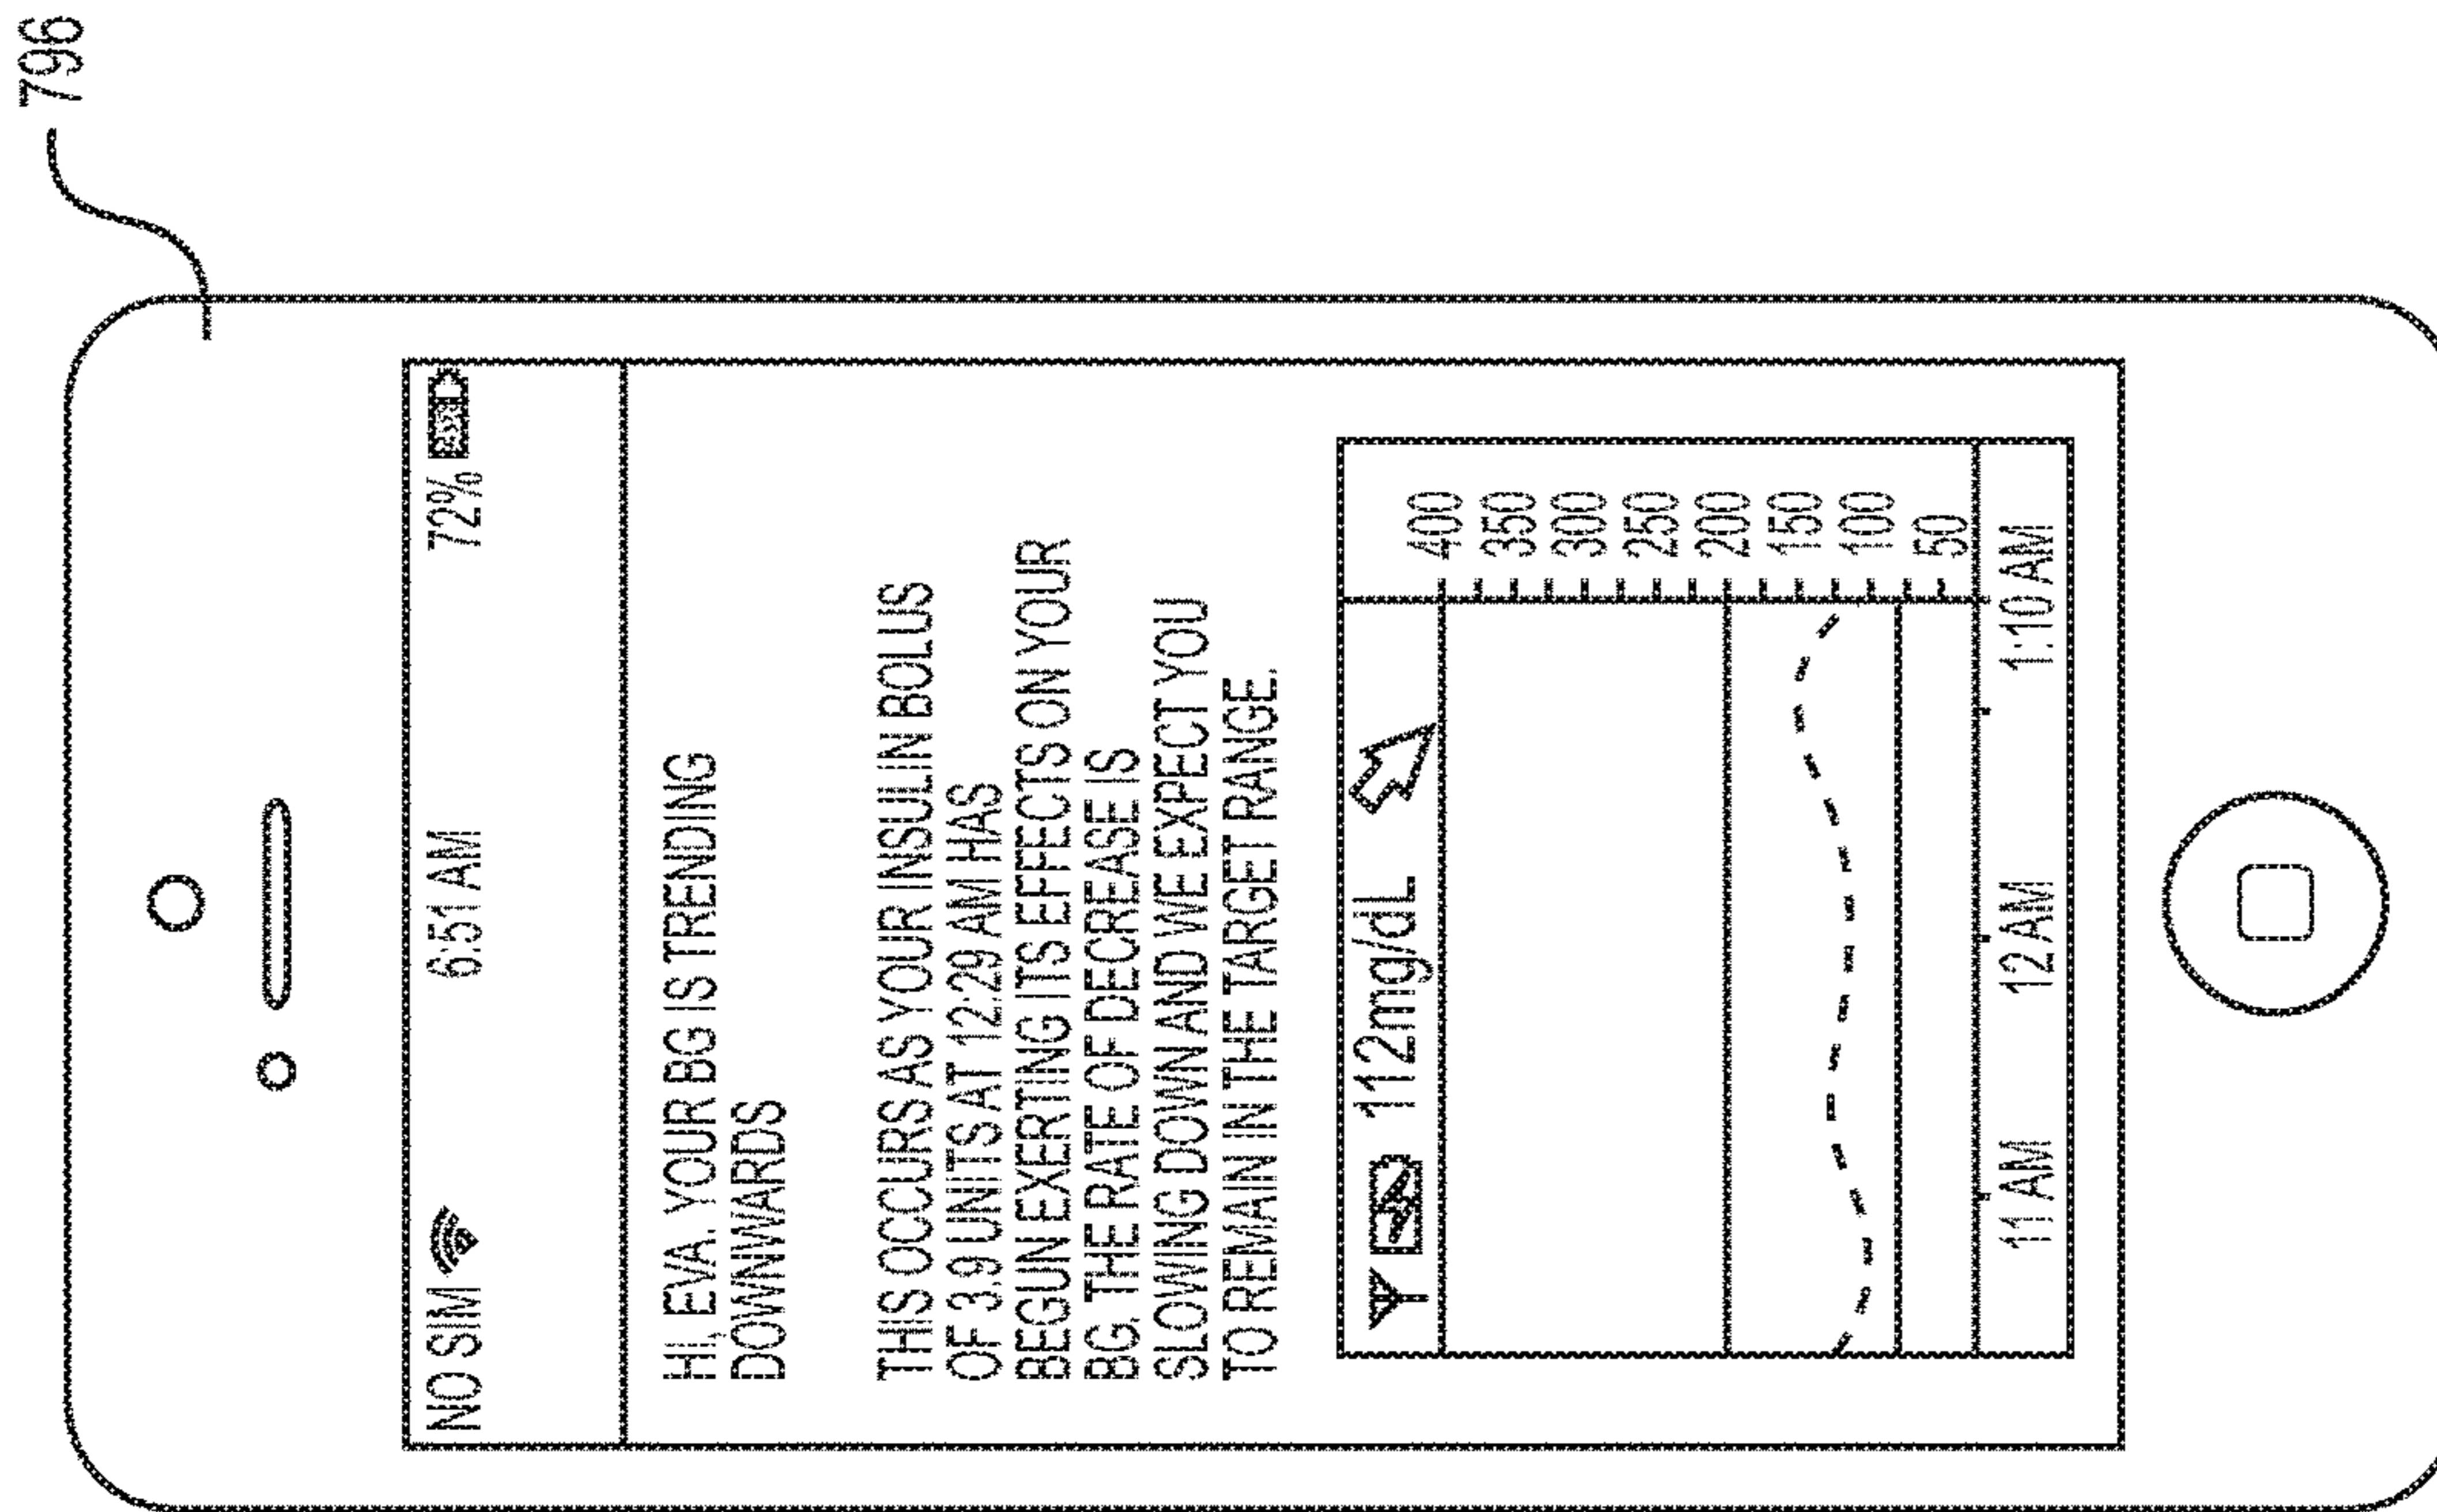 796
NO SIM 6:51 AM 72%
HI, EVA. YOUR BG IS TRENDING
DOWNWARDS
THIS OCCURS AS YOUR INSULIN BOLUS
OF 3.9 UNITS AT 12:29 AM HAS
BEGUN EXERTING ITS EFFECTS ON YOUR
BG. THE RATE OF DECREASE IS
SLOWING DOWN AND WE EXPECT YOU
TO REMAIN IN THE TARGET RANGE.
112mg/dL
400
350
300
250
200
150
100
50
11 AM 12 AM 1:10 AM